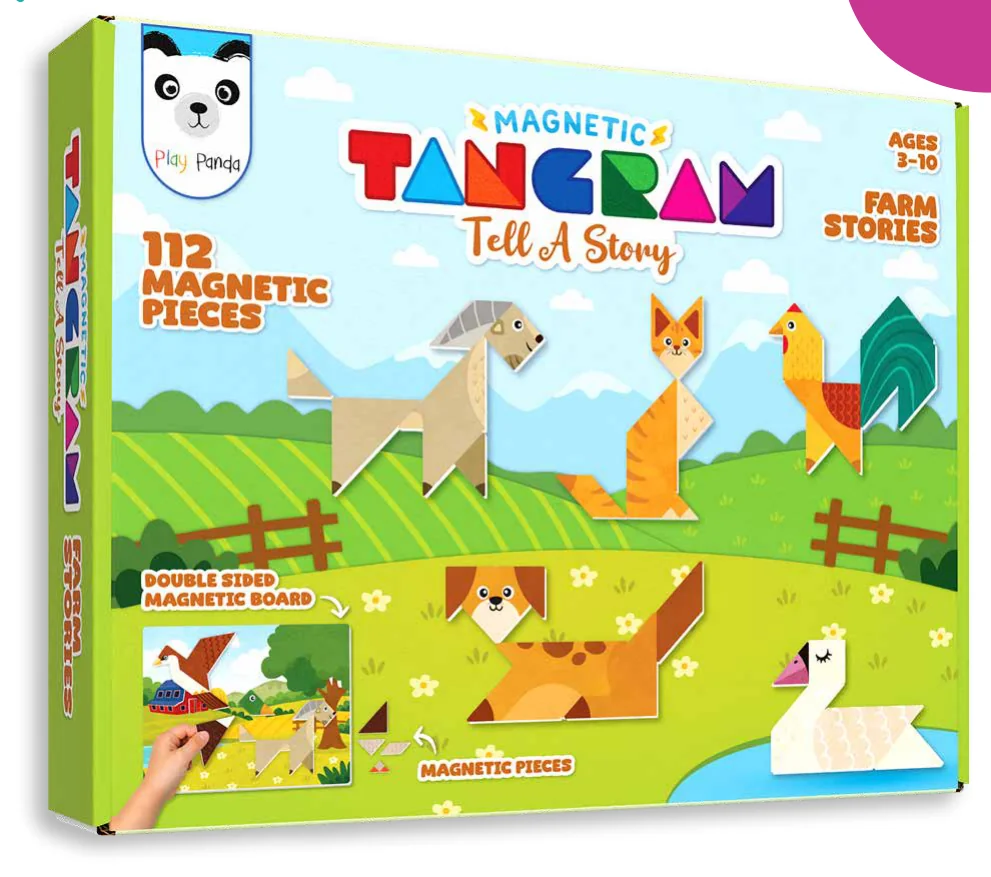 Play Panda
MAGNETIC
TANGRAM
Tell A Story
AGES
3-10
FARM
STORIES
112
MAGNETIC
PIECES
DOUBLE SIDED
MAGNETIC BOARD
MAGNETIC PIECES
MAGNETIC
TANGRAM
Tell A Story
FARM
STORIES